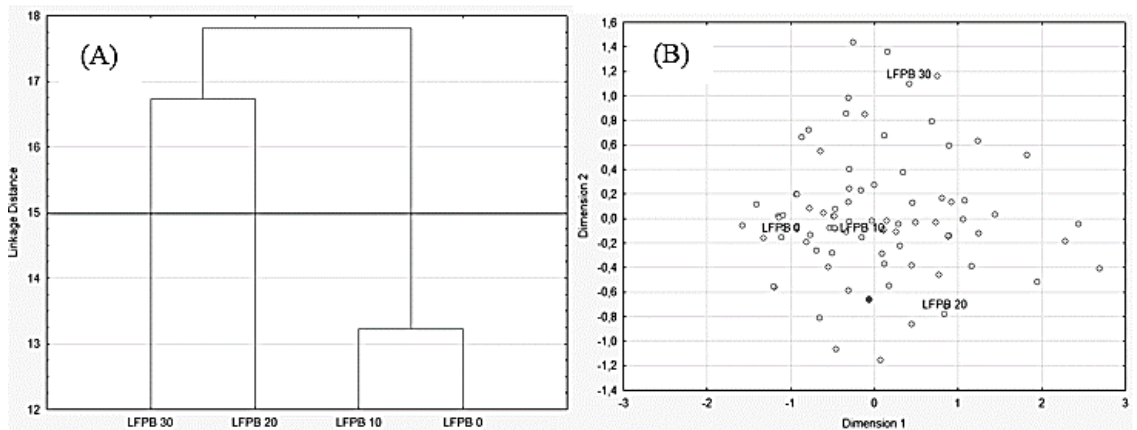 (A)
Linkage Distance
18
17
16
15
14
13
12
LFPB 30 LFPB 20 LFPB 10 LFPB 0
(B)
Dimension 2
1,6
1,4
1,2
1,0
0,8
0,6
0,4
0,2
0,0
-0,2
-0,4
-0,6
-0,8
-1,0
-1,2
-1,4
LFPB 30
LFPB 0
LFPB 10
LFPB 20
-3 -2 -1 0 1 2 3
Dimension 1